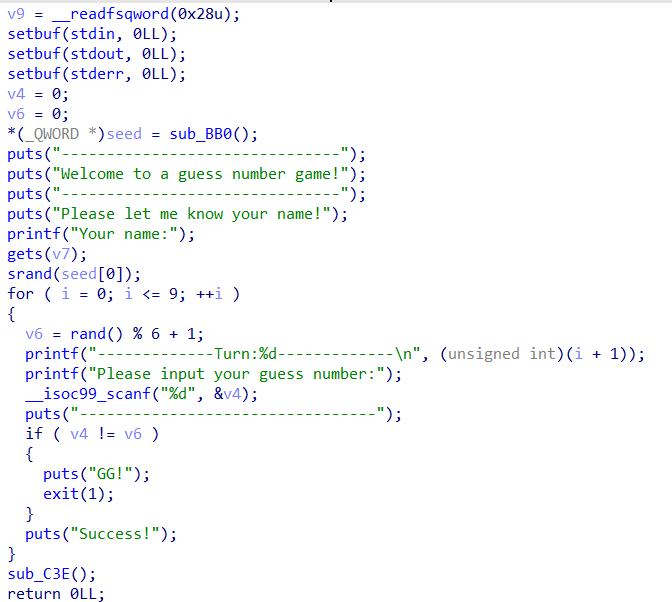 v9 = __readfsqword(0x28u);
setbuf(stdin, 0LL);
setbuf(stdout, 0LL);
setbuf(stderr, 0LL);
v4 = 0;
v6 = 0;
*(_QWORD *)seed = sub_BB0();
puts("-------------------------------");
puts("Welcome to a guess number game!");
puts("-------------------------------");
puts("Please let me know your name!");
printf("Your name:");
gets(v7);
srand(seed[0]);
for ( i = 0; i <= 9; ++i )
{
v6 = rand() % 6 + 1;
printf("-------------Turn:%d-------------\n", (unsigned int)(i + 1));
printf("Please input your guess number:");
__isoc99_scanf("%d", &v4);
puts("---------------------------------");
if ( v4 != v6 )
{
puts("GG!");
exit(1);
}
puts("Success!");
}
sub_C3E();
return 0LL;